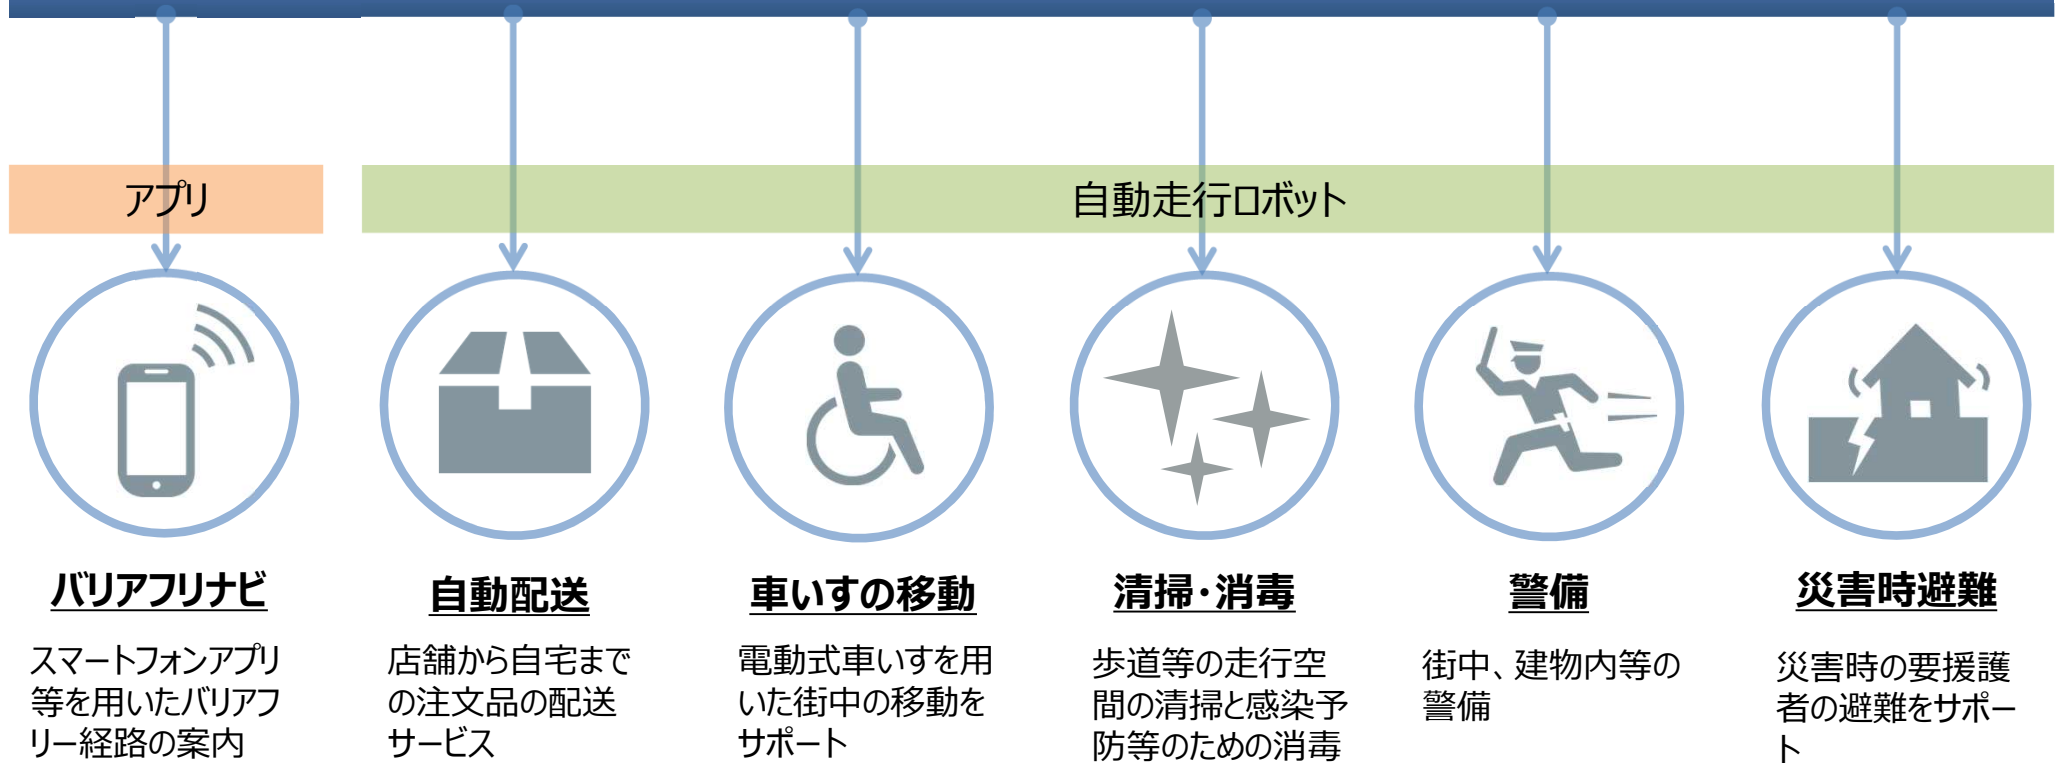 アプリ
自動走行ロボット
バリアフリナビ
スマートフォンアプリ
等を用いたバリアフ
リー経路の案内
自動配送
店舗から自宅まで
の注文品の配送
サービス
車いすの移動
電動式車いすを用
いた街中の移動を
サポート
清掃・消毒
歩道等の走行空
間の清掃と感染予
防等のための消毒
警備
街中、建物内等の
警備
災害時避難
災害時の要援護
者の避難をサポー
ト